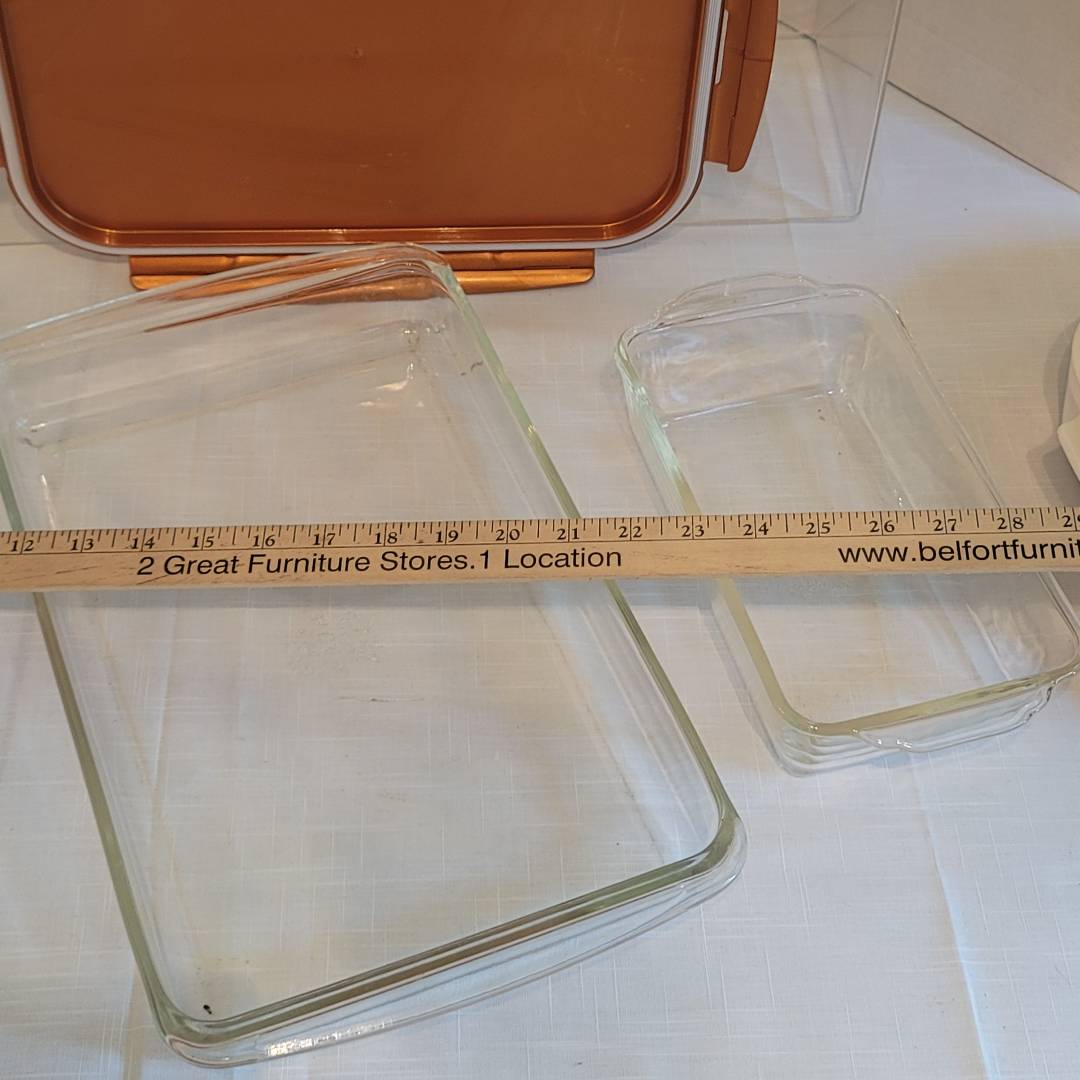 12 13 14 15 16 17 18 19 20 21 22 23 24 25 26 27 28
2 Great Furniture Stores.1 Location www.belfortfurnit